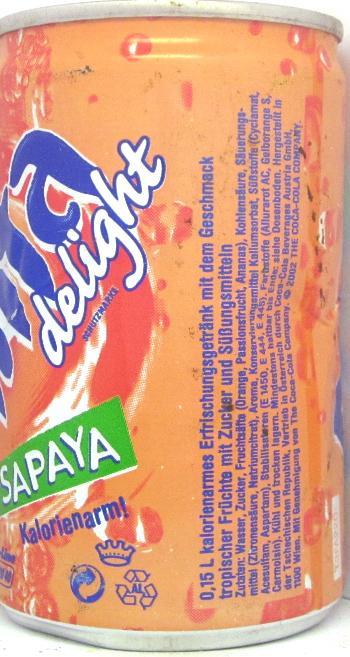 delight
SCHUTZMARKE
SAPAYA
Kalorienarm!
AL
0,15 L kalorienarmes Erfrischungsgetränk mit dem Geschmack
tropischer Früchte mit Zucker und Süßungsmitteln
Zutaten: Wasser, Zucker, Fruchtsäfte (Orange, Passionsfrucht, Ananas), Kohlensäure, Säuerungs-
mittel (Zitronensäure, Natriumcitrat), Aroma, Konservierungsmittel Kaliumsorbat, Süßstoffe (Cyclamat,
Acesulfam, Aspartam), Stabilisatoren (E 1450, E 444, E 445), Farbstoffe (Allurarot AC, Gelborange S,
Carmoisin). Kühl und trocken lagern. Mindestens haltbar bis Ende: siehe Dosenboden. Hergestellt in
der Tschechischen Republik. Vertrieb in Österreich durch Coca-Cola Beverages Austria GmbH,
1100 Wien. Mit Genehmigung von The Coca-Cola Company. © 2002 THE COCA-COLA COMPANY.